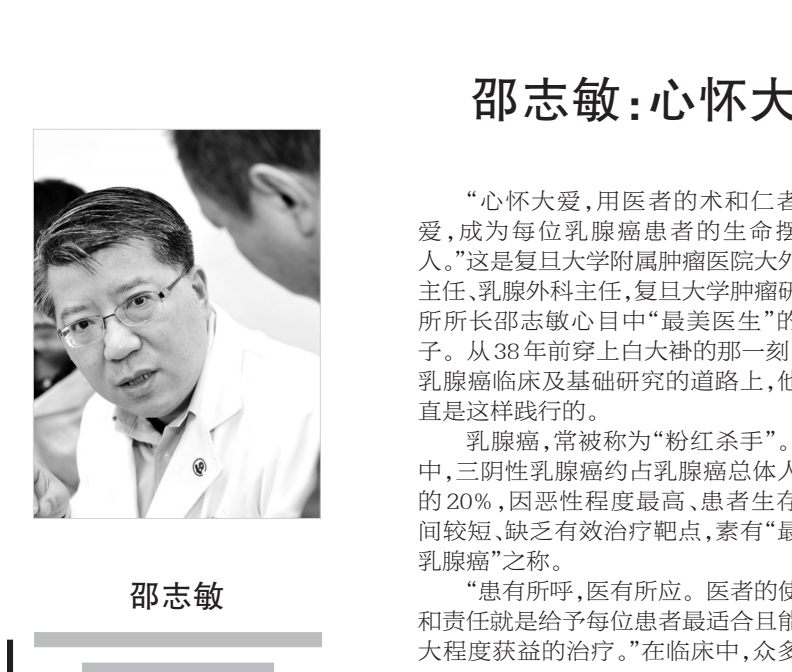 邵志敏：心怀大
“心怀大爱，用医者的术和仁者
爱，成为每位乳腺癌患者的生命摆
人。”这是复旦大学附属肿瘤医院大外
主任、乳腺外科主任，复旦大学肿瘤研
所所长邵志敏心目中“最美医生”的
子。从38年前穿上白大褂的那一刻
乳腺癌临床及基础研究的道路上，他
直是这样践行的。
乳腺癌，常被称为“粉红杀手”。
中，三阴性乳腺癌约占乳腺癌总体人
的20%，因恶性程度最高、患者生存
间较短、缺乏有效治疗靶点，素有“最
乳腺癌”之称。
“患有所呼，医有所应。医者的使
和责任就是给予每位患者最适合且能
大程度获益的治疗。”在临床中，众多
邵志敏